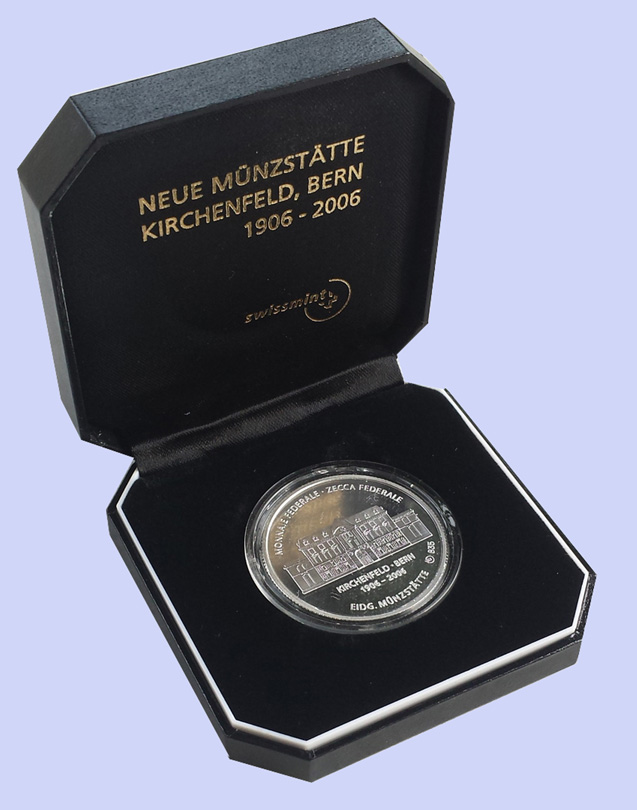 NEUE MÜNZSTÄTTE
KIRCHENFELD, BERN
1906 - 2006
swissmint
MONNAIE FEDERALE · ZECCA FEDERALE
835
KIRCHENFELD - BERN
1906 - 2006
EIDG. MÜNZSTÄTTE